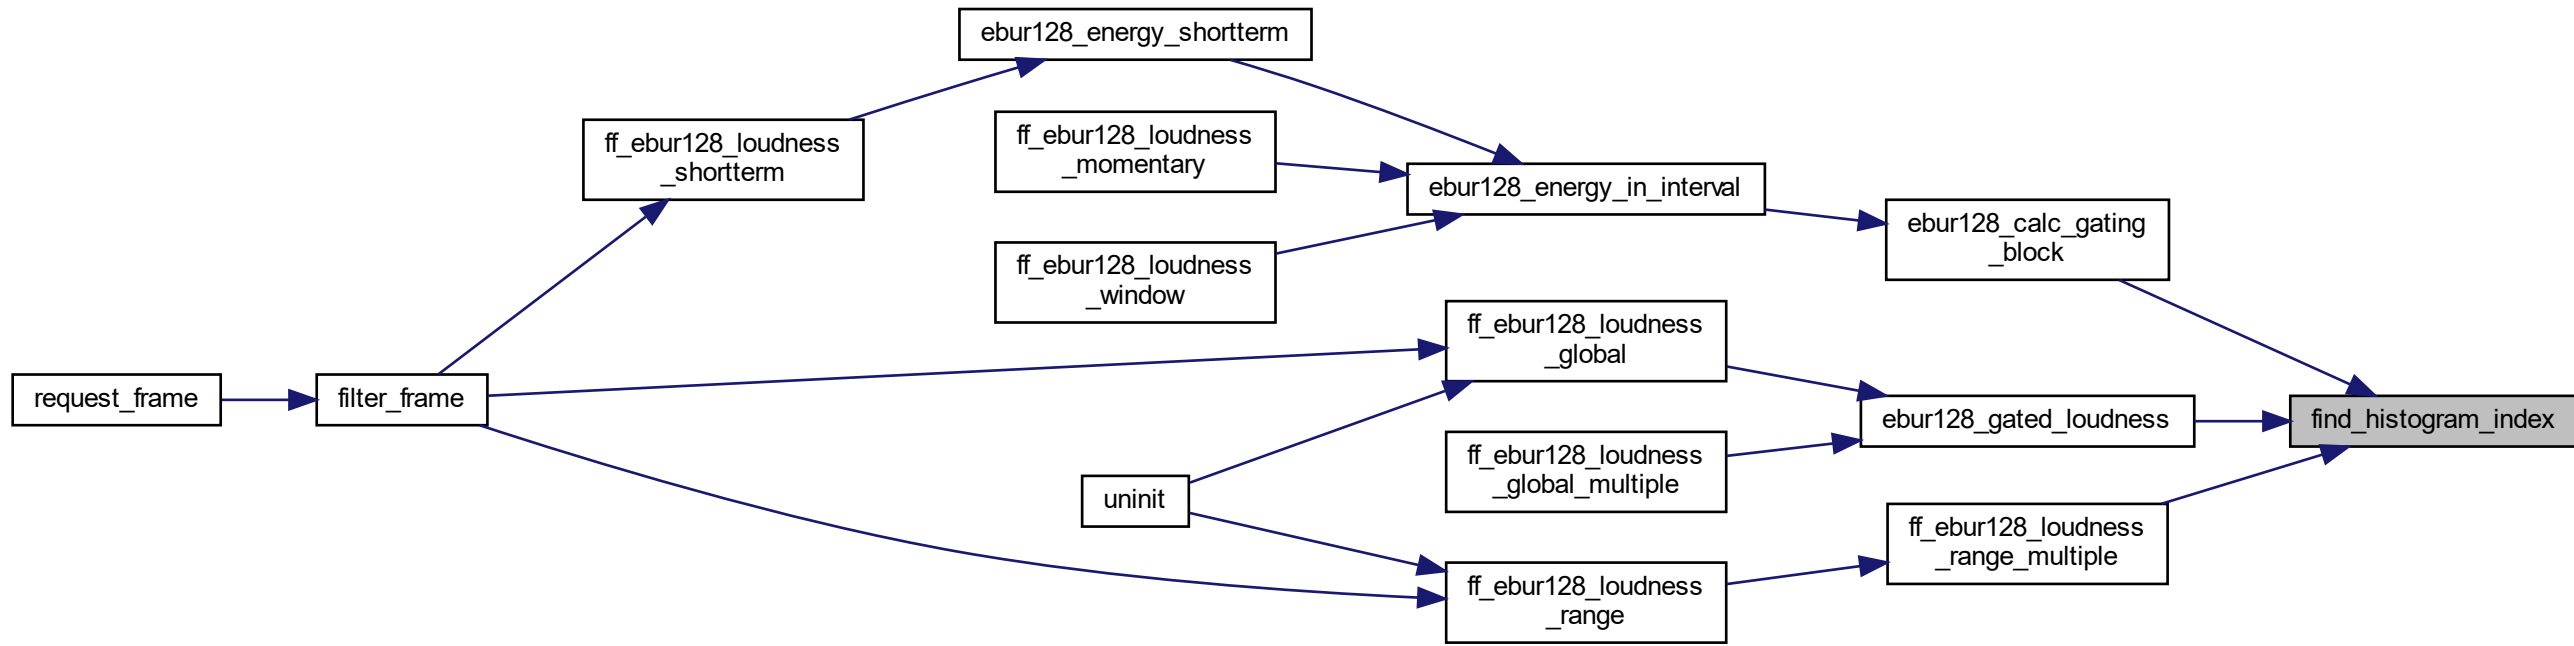 ebur128_energy_shortterm
ff_ebur128_loudness
_shortterm
ff_ebur128_loudness
_momentary
ebur128_energy_in_interval
ff_ebur128_loudness
_window
ebur128_calc_gating
_block
ff_ebur128_loudness
_global
request_frame
filter_frame
ebur128_gated_loudness
find_histogram_index
ff_ebur128_loudness
_global_multiple
uninit
ff_ebur128_loudness
_range_multiple
ff_ebur128_loudness
_range